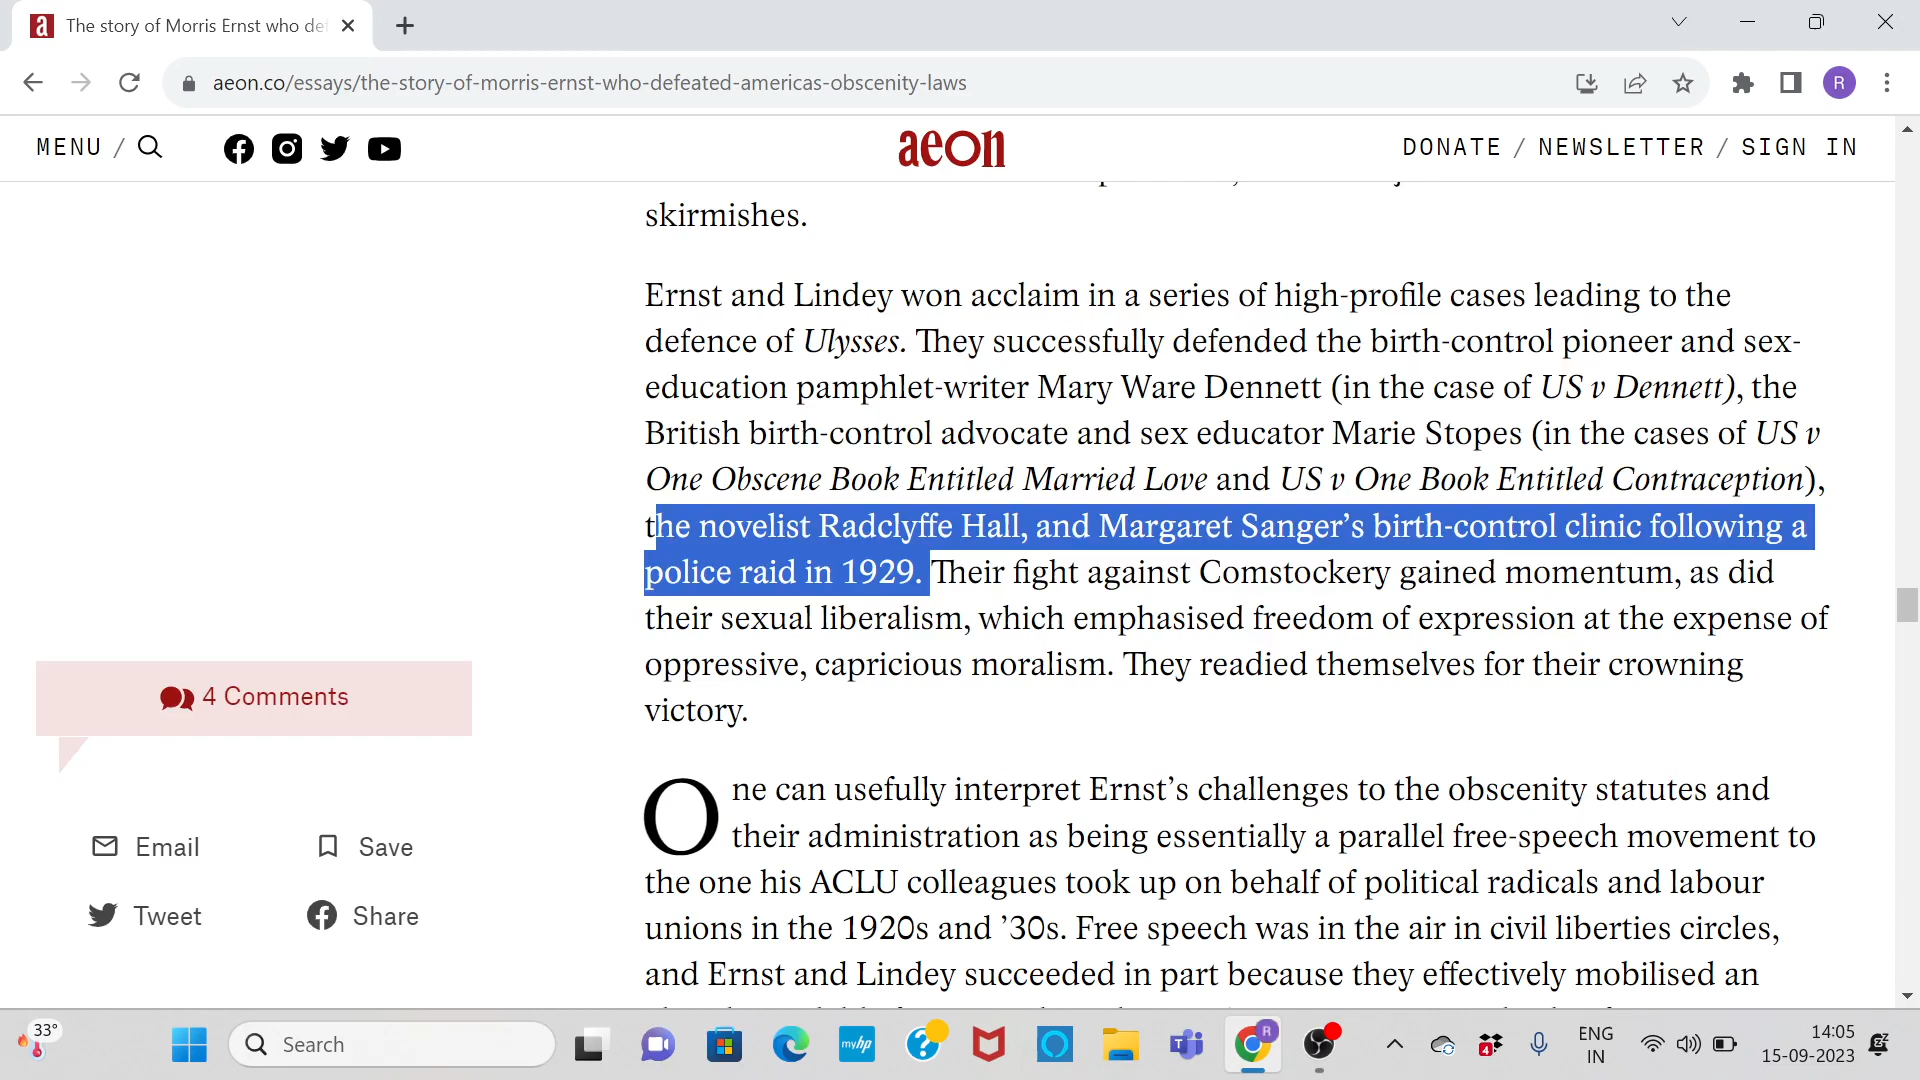 The story of Morris Ernst who def
aeon.co/essays/the-story-of-morris-ernst-who-defeated-americas-obscenity-laws
R
MENU /
aeon
DONATE / NEWSLETTER / SIGN IN
skirmishes.
Ernst and Lindey won acclaim in a series of high-profile cases leading to the
defence of Ulysses. They successfully defended the birth-control pioneer and sex-
education pamphlet-writer Mary Ware Dennett (in the case of US v Dennett), the
British birth-control advocate and sex educator Marie Stopes (in the cases of US v
One Obscene Book Entitled Married Love and US v One Book Entitled Contraception),
the novelist Radclyffe Hall, and Margaret Sanger’s birth-control clinic following a
police raid in 1929. Their fight against Comstockery gained momentum, as did
their sexual liberalism, which emphasised freedom of expression at the expense of
oppressive, capricious moralism. They readied themselves for their crowning
victory.
4 Comments
Email
Save
Tweet
Share
One can usefully interpret Ernst’s challenges to the obscenity statutes and
their administration as being essentially a parallel free-speech movement to
the one his ACLU colleagues took up on behalf of political radicals and labour
unions in the 1920s and ’30s. Free speech was in the air in civil liberties circles,
and Ernst and Lindey succeeded in part because they effectively mobilised an
33°
Search
myhp
R
4
ENG
IN
14:05
15-09-2023